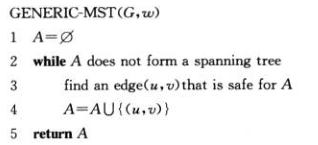 GENERIC-MST(G,w)
1 A=∅
2 while A does not form a spanning tree
3 find an edge(u,v)that is safe for A
4 A=A∪{(u,v)}
5 return A